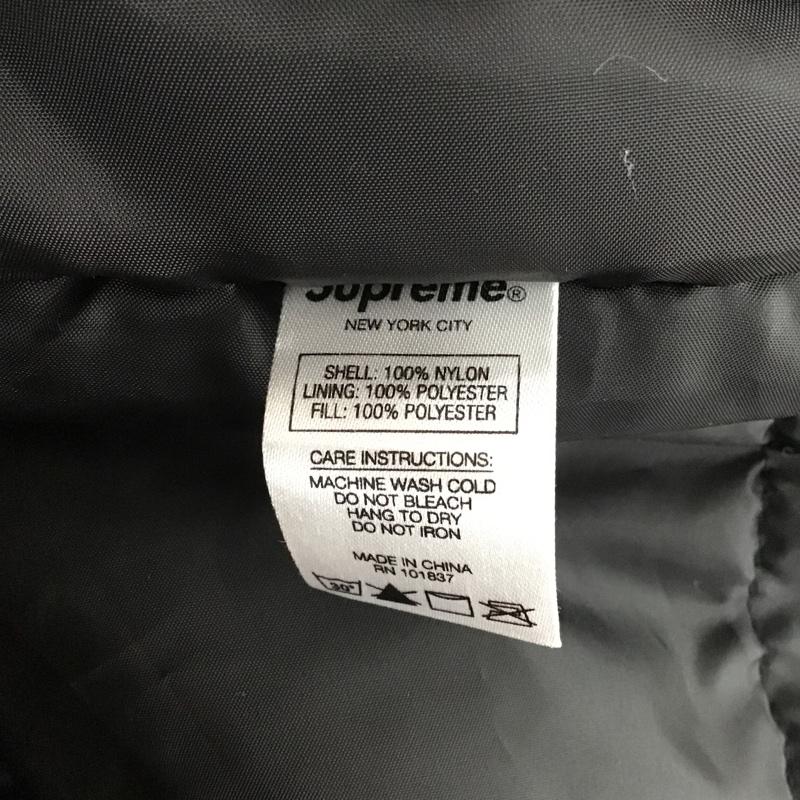 Supreme®
NEW YORK CITY
SHELL: 100% NYLON
LINING: 100% POLYESTER
FILL: 100% POLYESTER
CARE INSTRUCTIONS:
MACHINE WASH COLD
DO NOT BLEACH
HANG TO DRY
DO NOT IRON
MADE IN CHINA
RN 101837
30°